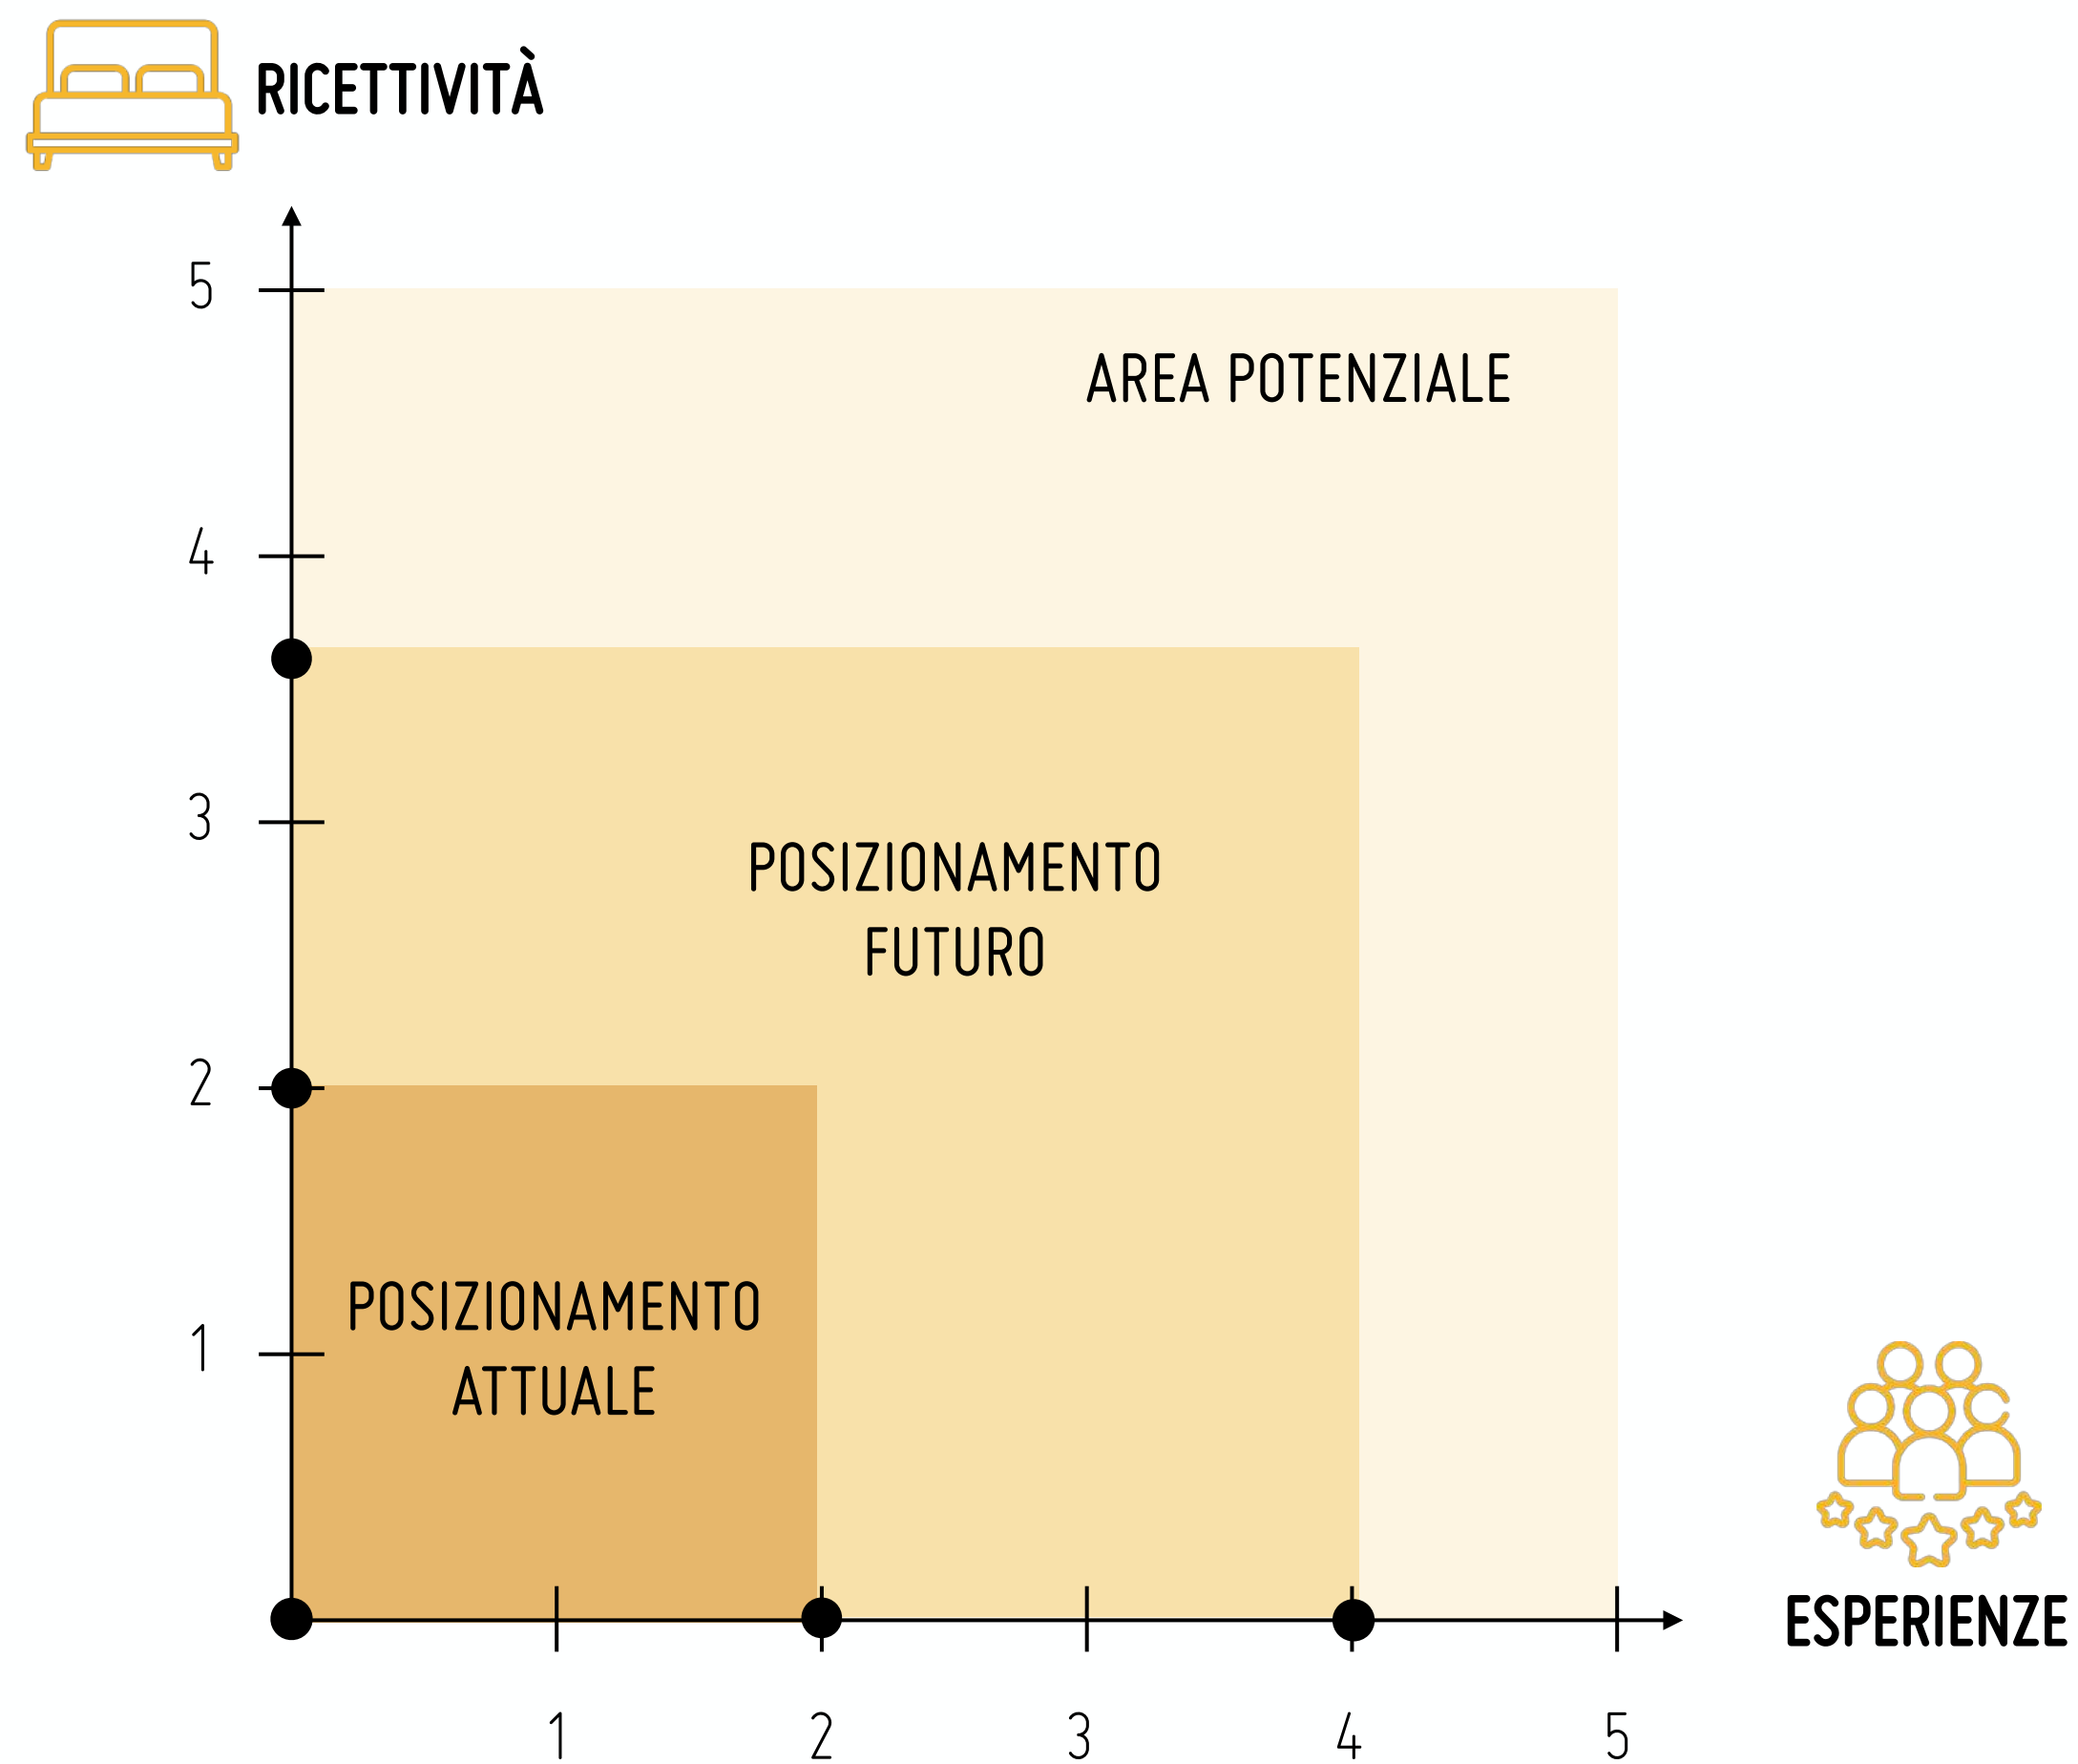 RICETTIVITÀ
5
AREA POTENZIALE
4
3
POSIZIONAMENTO
FUTURO
2
POSIZIONAMENTO
ATTUALE
1
ESPERIENZE
1 2 3 4 5